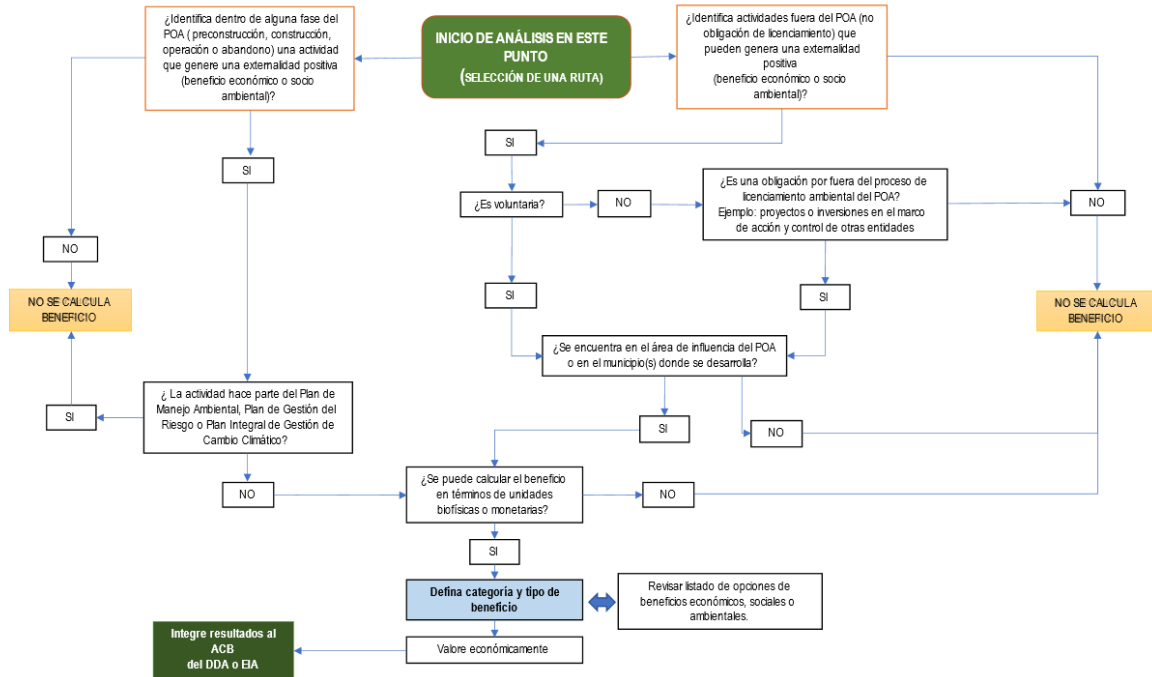 ¿Identifica dentro de alguna fase del
POA ( preconstrucción, construcción,
operación o abandono) una actividad
que genere una externalidad positiva
(beneficio económico o socio
ambiental)?
INICIO DE ANÁLISIS EN ESTE
PUNTO
(SELECCIÓN DE UNA RUTA)
¿Identifica actividades fuera del POA (no
obligación de licenciamiento) que
pueden genera una externalidad
positiva
(beneficio económico o socio
ambiental)?
SI
SI
¿Es voluntaria?
NO
¿Es una obligación por fuera del proceso de
licenciamiento ambiental del POA?
Ejemplo: proyectos o inversiones en el marco
de acción y control de otras entidades
NO
NO
NO SE CALCULA
BENEFICIO
SI
SI
NO SE CALCULA
BENEFICIO
¿Se encuentra en el área de influencia del POA
o en el municipio(s) donde se desarrolla?
SI
¿ La actividad hace parte del Plan de
Manejo Ambiental, Plan de Gestión del
Riesgo o Plan Integral de Gestión de
Cambio Climático?
SI
NO
NO
¿Se puede calcular el beneficio
en términos de unidades
biofísicas o monetarias?
NO
SI
Defina categoría y tipo de
beneficio
Revisar listado de opciones de
beneficios económicos, sociales o
ambientales.
Integre resultados al
ACB
del DDA o EIA
Valore económicamente